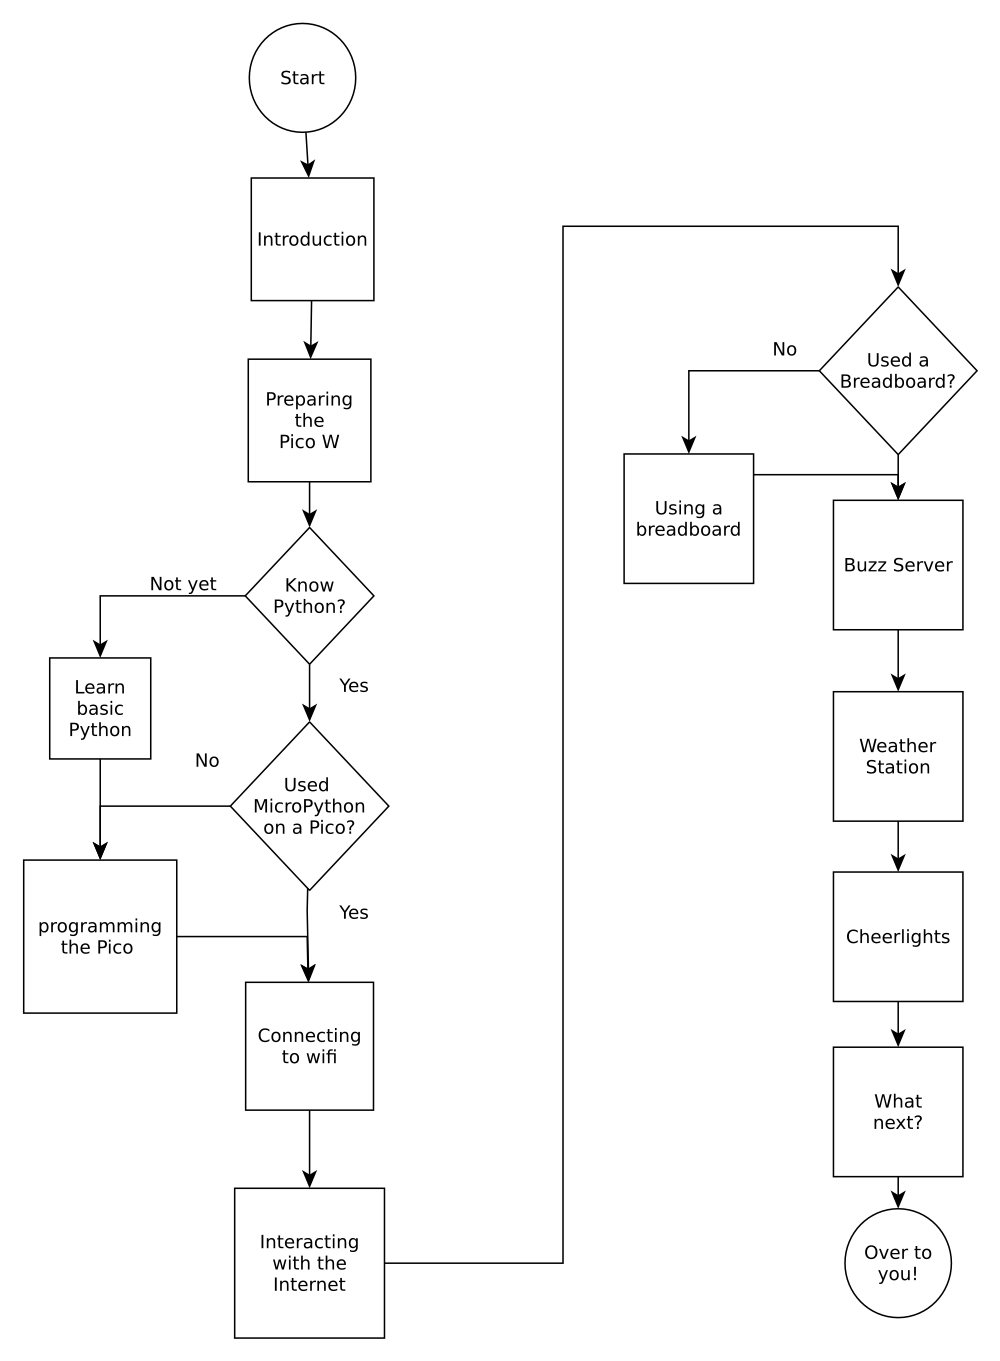 Start
Introduction
Preparing
the
Pico W
Know
Python?
Not yet
Learn
basic
Python
Yes
Used
MicroPython
on a Pico?
No
programming
the Pico
Yes
Connecting
to wifi
Interacting
with the
Internet
Used a
Breadboard?
No
Using a
breadboard
Buzz Server
Weather
Station
Cheerlights
What
next?
Over to
you!